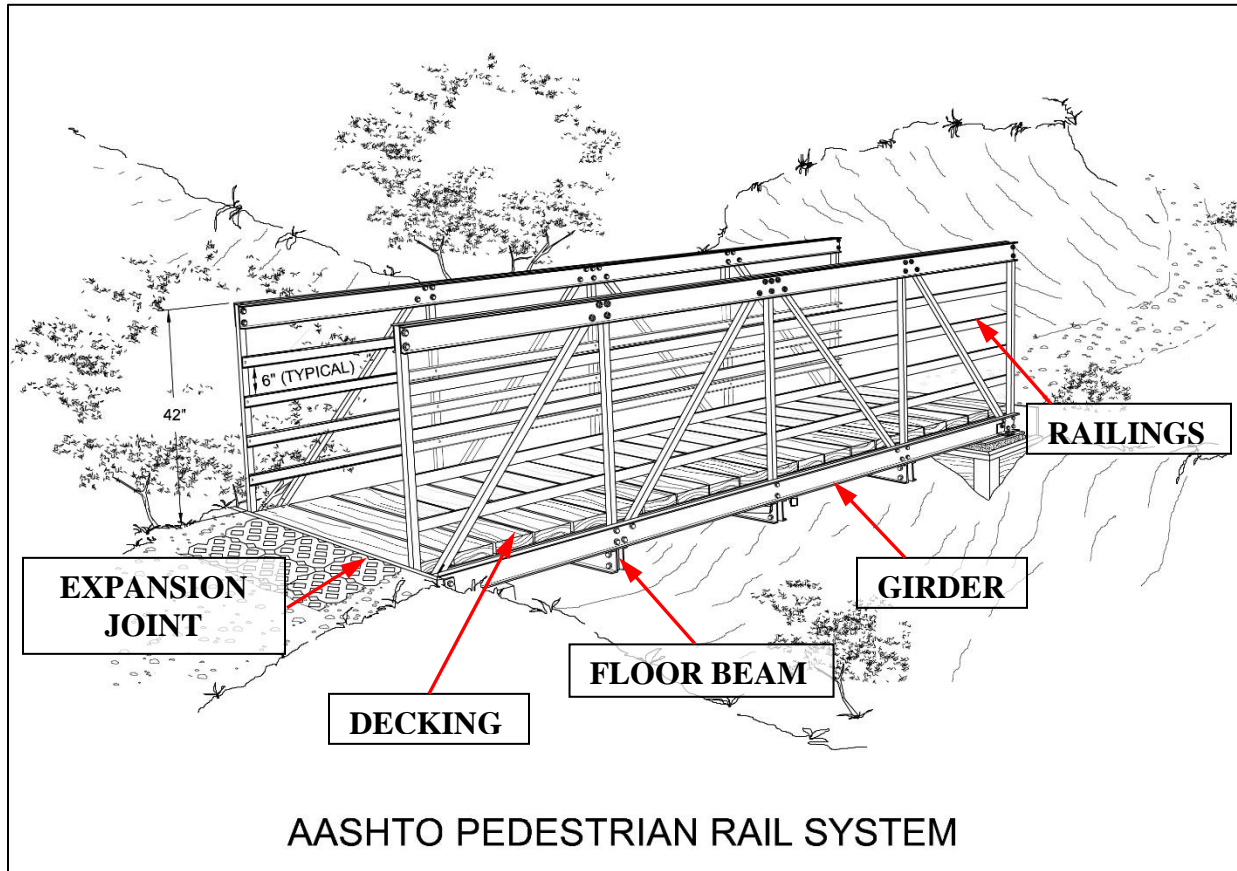 6" (TYPICAL)
42"
RAILINGS
EXPANSION
JOINT
GIRDER
FLOOR BEAM
DECKING
AASHTO PEDESTRIAN RAIL SYSTEM